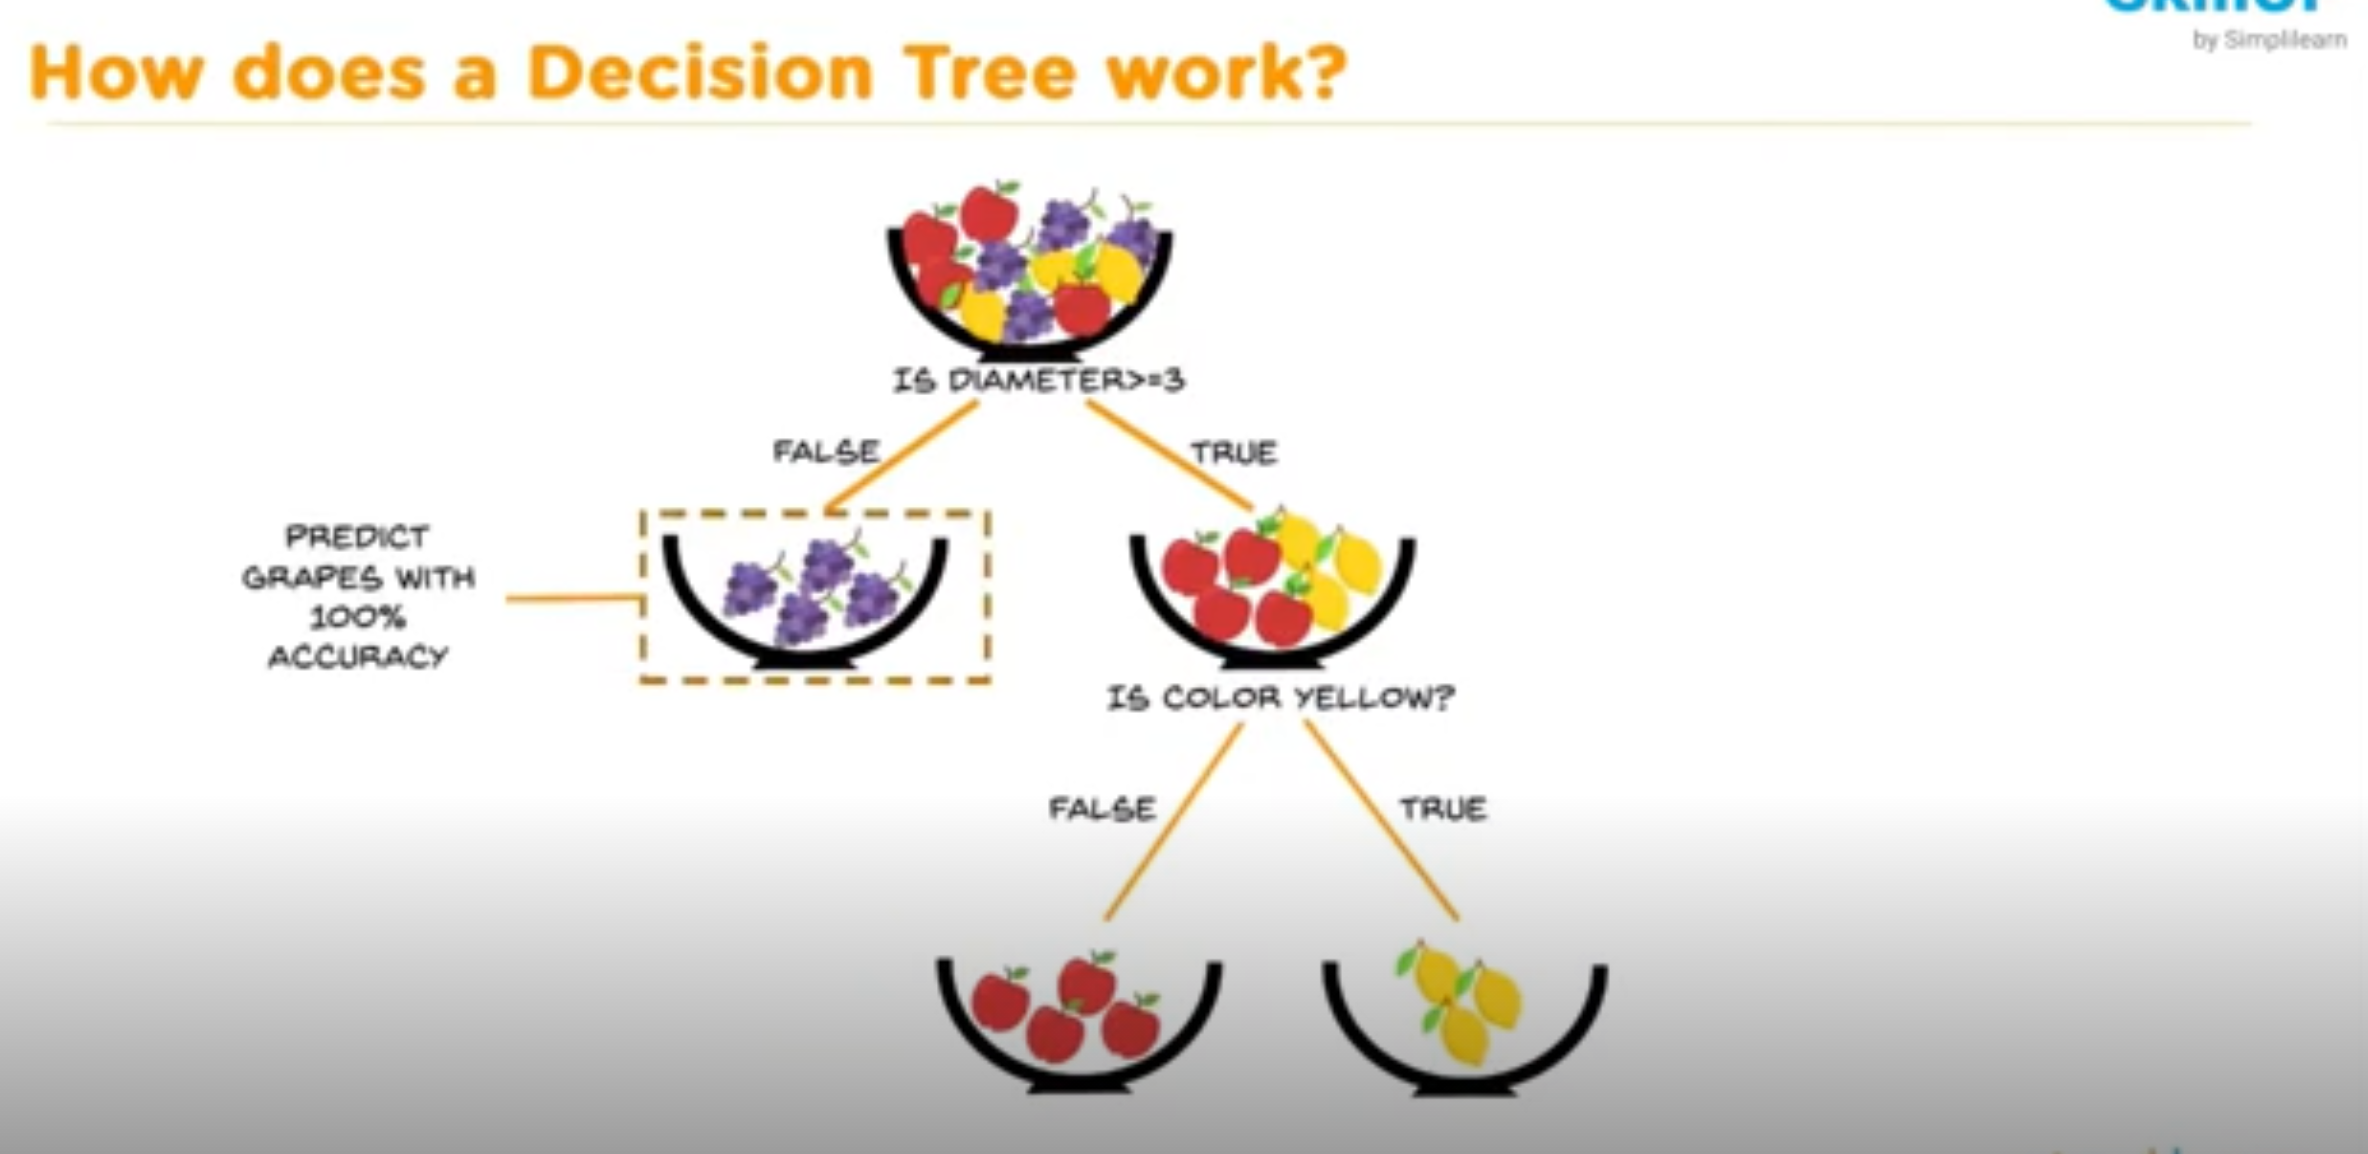 How does a Decision Tree work?
by Simplilearn
IS DIAMETER>=3
FALSE
TRUE
PREDICT
GRAPES WITH
100%
ACCURACY
IS COLOR YELLOW?
FALSE
TRUE